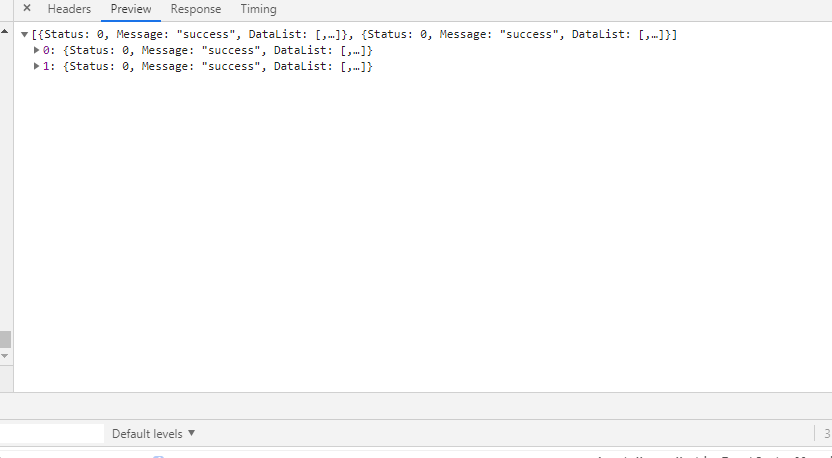 × Headers Preview Response Timing
▼[{Status: 0, Message: "success", DataList: [,…]}, {Status: 0, Message: "success", DataList: [,…]}]
▶0: {Status: 0, Message: "success", DataList: [,…]}
▶1: {Status: 0, Message: "success", DataList: [,…]}
Default levels ▼ 3